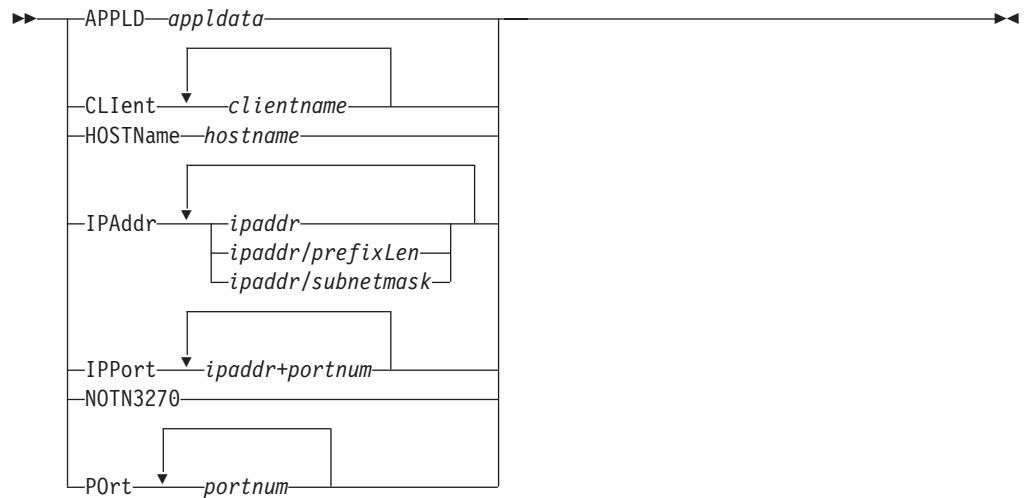 APPLD appldata
CLIent clientname
HOSTName hostname
IPAddr ipaddr
ipaddr/prefixLen
ipaddr/subnetmask
IPPort ipaddr+portnum
NOTN3270
POrt portnum